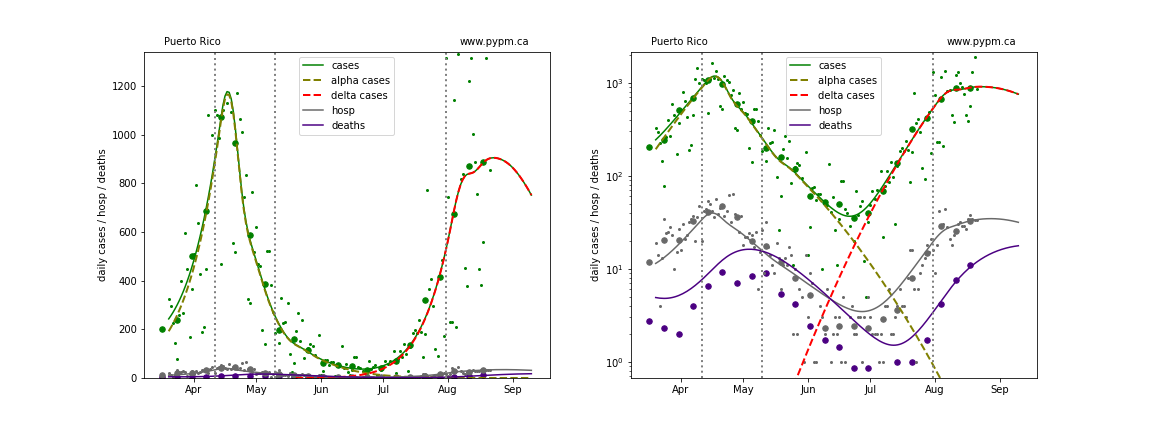 Puerto Rico
www.pypm.ca
daily cases / hosp / deaths
1200
1000
800
600
400
200
0
cases
alpha cases
delta cases
hosp
deaths
Apr
May
Jun
Jul
Aug
Sep
Puerto Rico
www.pypm.ca
daily cases / hosp / deaths
10³
10²
10¹
10⁰
cases
alpha cases
delta cases
hosp
deaths
Apr
May
Jun
Jul
Aug
Sep